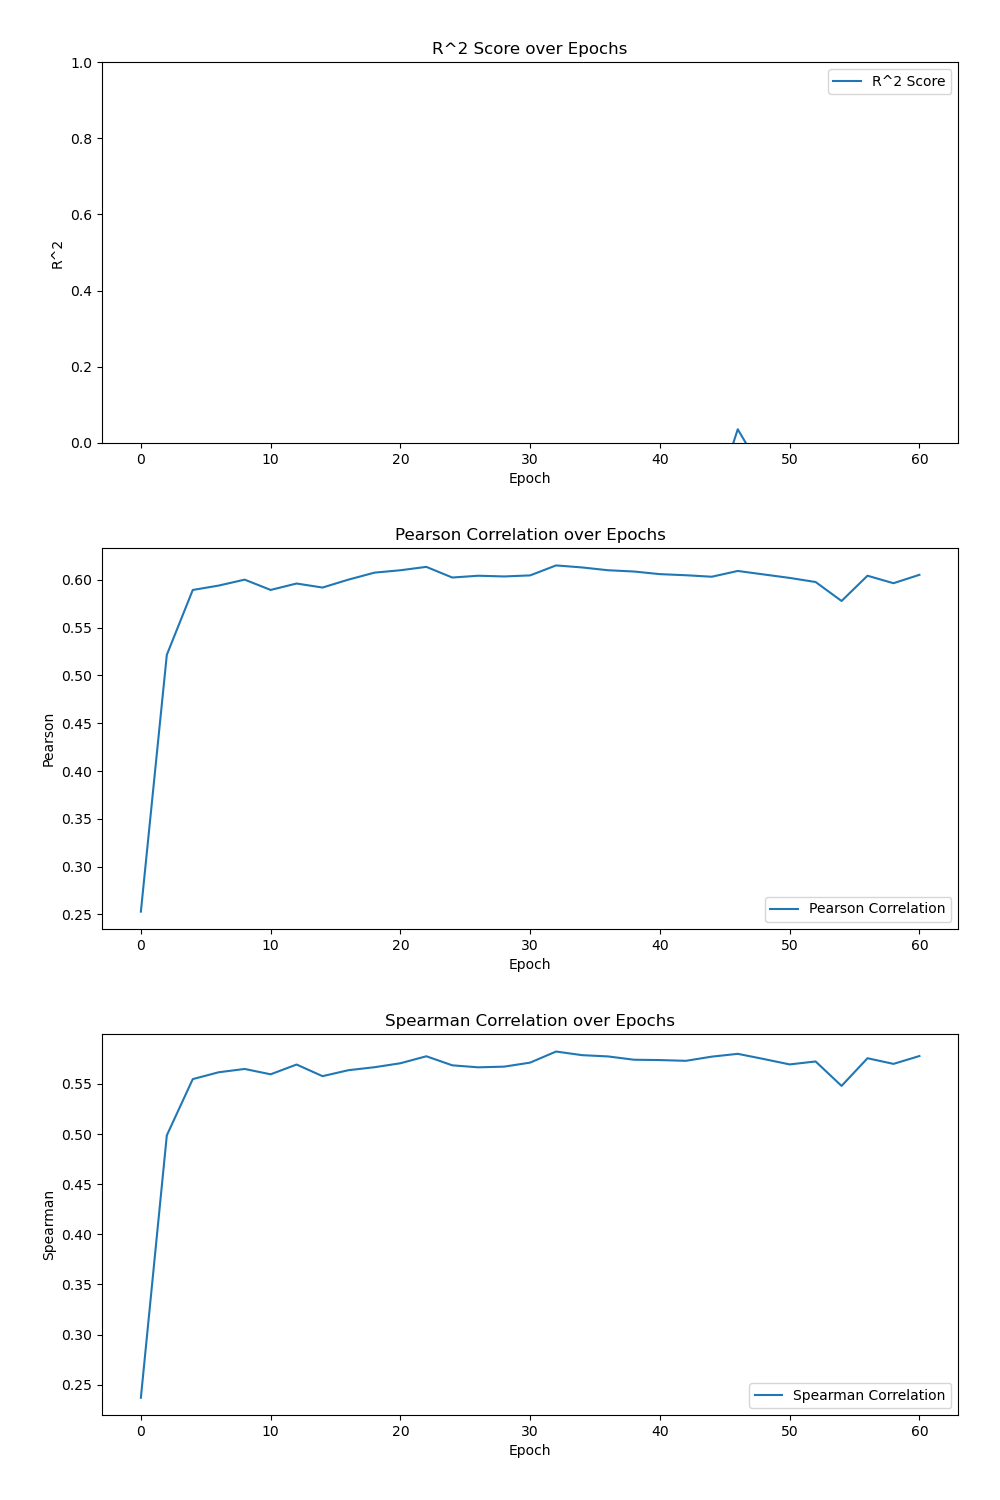 R^2 Score over Epochs
1.0
R^2 Score
0.8
0.6
R^2
0.4
0.2
0.0
0 10 20 30 40 50 60
Epoch
Pearson Correlation over Epochs
0.60
0.55
0.50
0.45
Pearson
0.40
0.35
0.30
0.25
Pearson Correlation
0 10 20 30 40 50 60
Epoch
Spearman Correlation over Epochs
0.55
0.50
0.45
Spearman
0.40
0.35
0.30
0.25
Spearman Correlation
0 10 20 30 40 50 60
Epoch